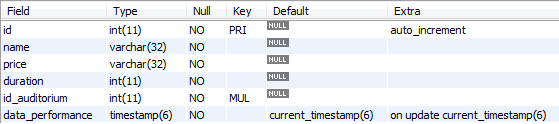 Field Type Null Key Default Extra
id int(11) NO PRI NULL auto_increment
name varchar(32) NO NULL
price varchar(32) NO NULL
duration int(11) NO NULL
id_auditorium int(11) NO MUL NULL
data_performance timestamp(6) NO current_timestamp(6) on update current_timestamp(6)